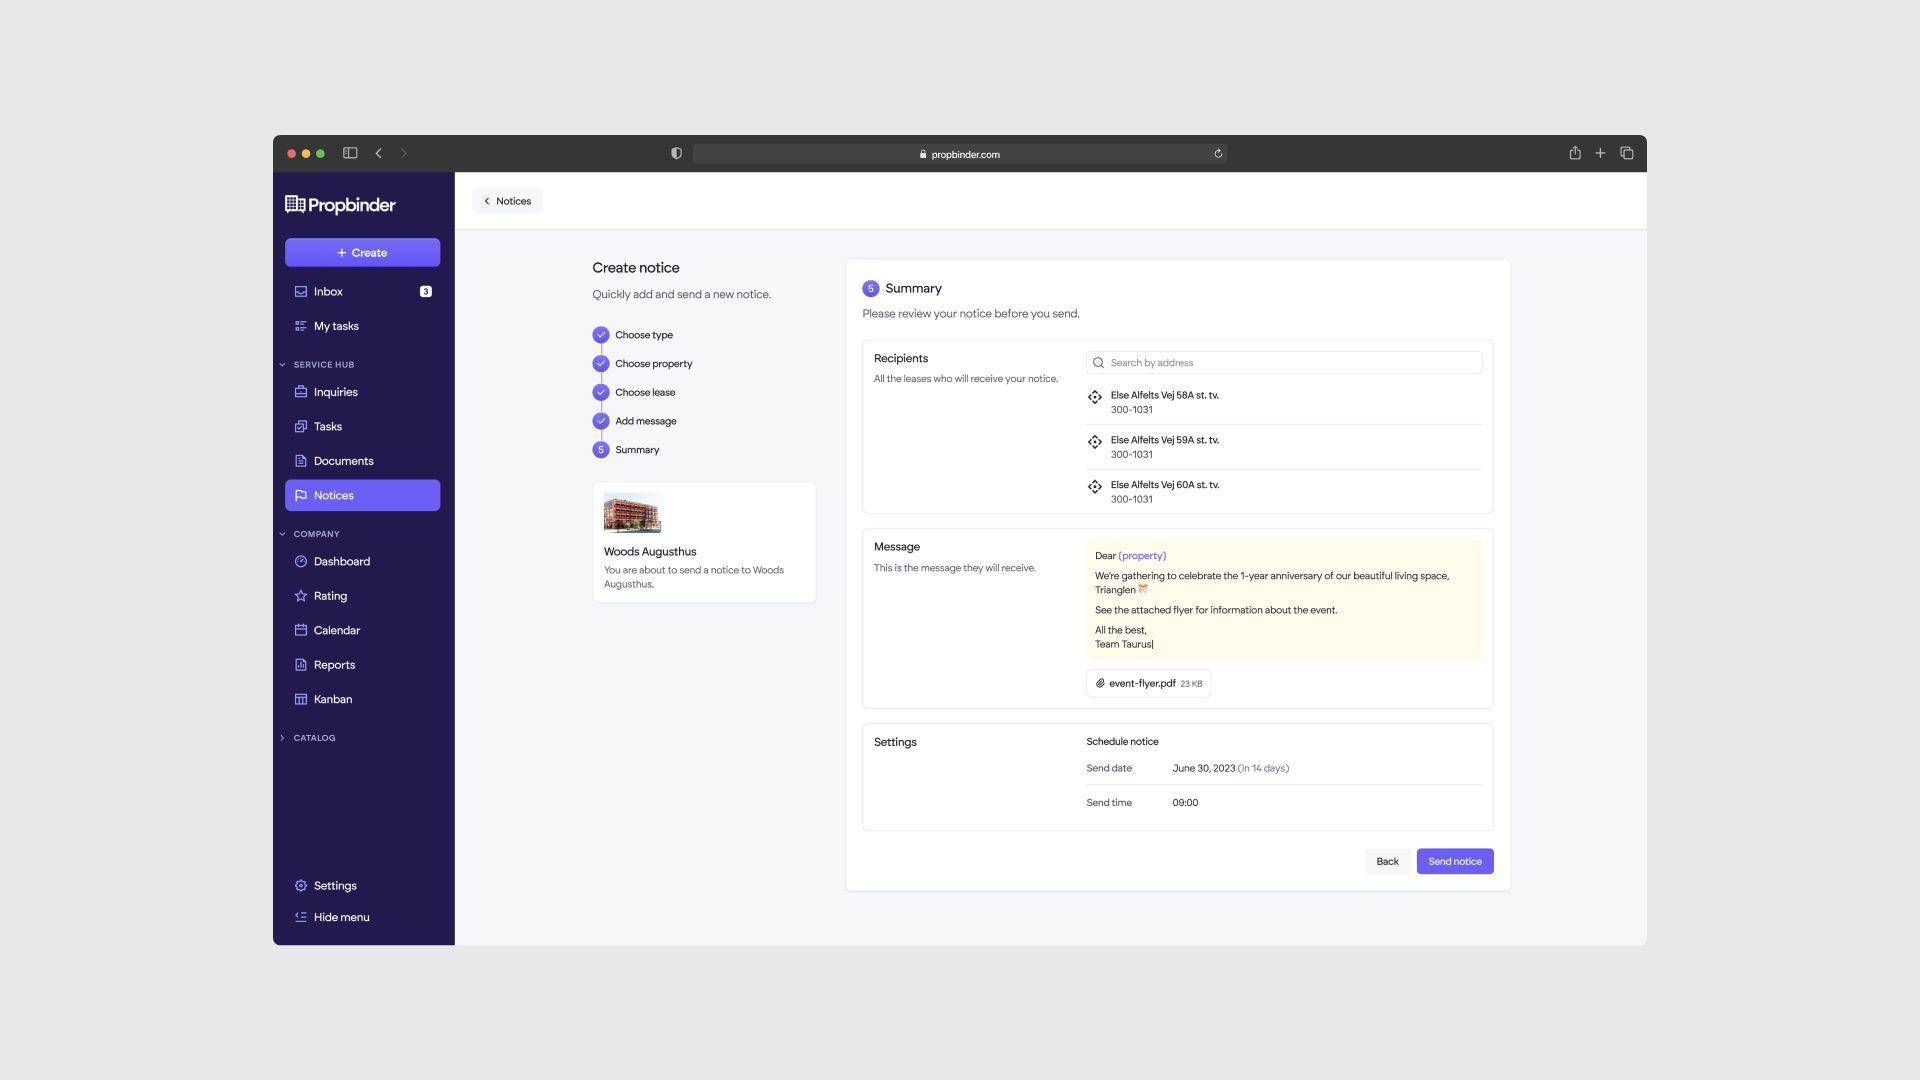 propbinder.com
Propbinder
+ Create
Inbox 3
My tasks
SERVICE HUB
Inquiries
Tasks
Documents
Notices
COMPANY
Dashboard
Rating
Calendar
Reports
Kanban
CATALOG
Settings
Hide menu
Notices
Create notice
Quickly add and send a new notice.
Choose type
Choose property
Choose lease
Add message
5 Summary
Woods Augusthus
You are about to send a notice to Woods
Augusthus.
5 Summary
Please review your notice before you send.
Recipients
All the leases who will receive your notice.
Search by address
Else Alfelts Vej 58A st. tv.
300-1031
Else Alfelts Vej 59A st. tv.
300-1031
Else Alfelts Vej 60A st. tv.
300-1031
Message
This is the message they will receive.
Dear {property}
We're gathering to celebrate the 1-year anniversary of our beautiful living space,
Trianglen 🎊
See the attached flyer for information about the event.
All the best,
Team Taurus
event-flyer.pdf 23 KB
Settings
Schedule notice
Send date June 30, 2023 (in 14 days)
Send time 09:00
Back
Send notice